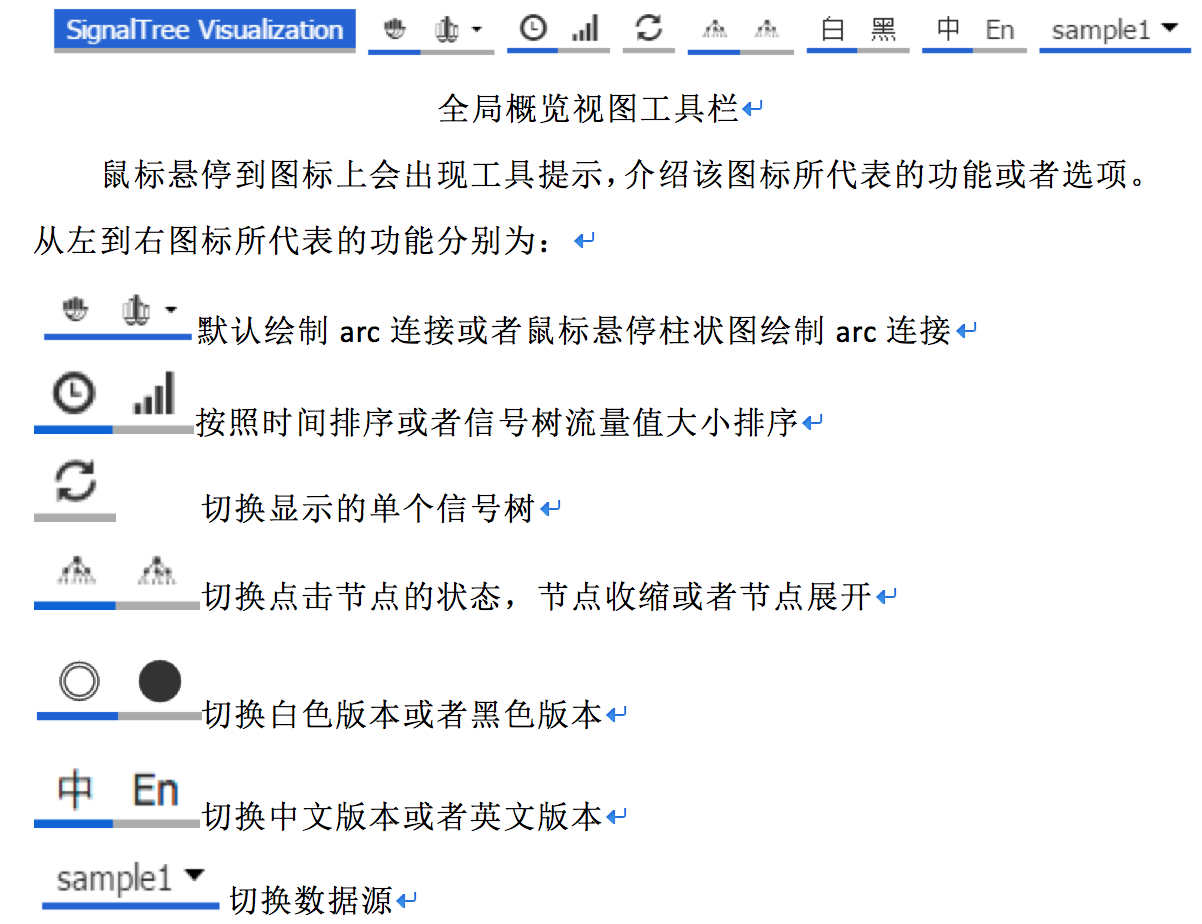 SignalTree Visualization 白 黑 中 En sample1
全局概览视图工具栏
鼠标悬停到图标上会出现工具提示，介绍该图标所代表的功能或者选项。
从左到右图标所代表的功能分别为：
默认绘制 arc 连接或者鼠标悬停柱状图绘制 arc 连接
按照时间排序或者信号树流量值大小排序
切换显示的单个信号树
切换点击节点的状态，节点收缩或者节点展开
切换白色版本或者黑色版本
中 En 切换中文版本或者英文版本
sample1 切换数据源